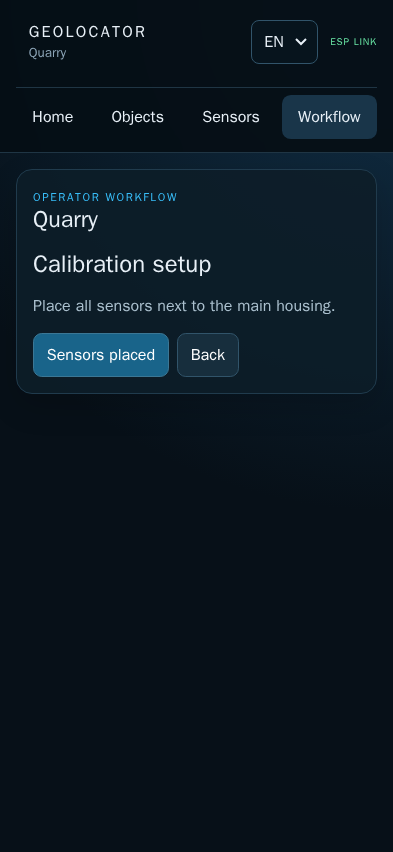 GEOLOCATOR
Quarry
EN
ESP LINK
Home Objects Sensors Workflow
OPERATOR WORKFLOW
Quarry
Calibration setup
Place all sensors next to the main housing.
Sensors placed Back